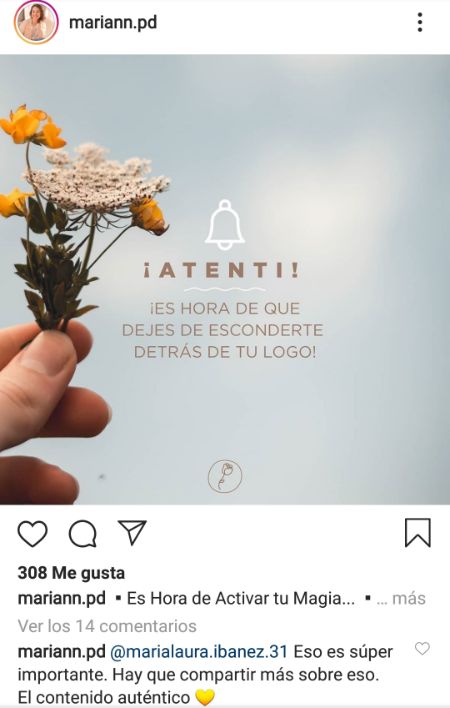 mariann.pd
¡ATENTI!
¡ES HORA DE QUE
DEJES DE ESCONDERTE
DETRÁS DE TU LOGO!
308 Me gusta
mariann.pd ▪ Es Hora de Activar tu Magia... ▪ ... más
Ver los 14 comentarios
mariann.pd @marialaura.ibanez.31 Eso es súper
importante. Hay que compartir más sobre eso.
El contenido auténtico 💛